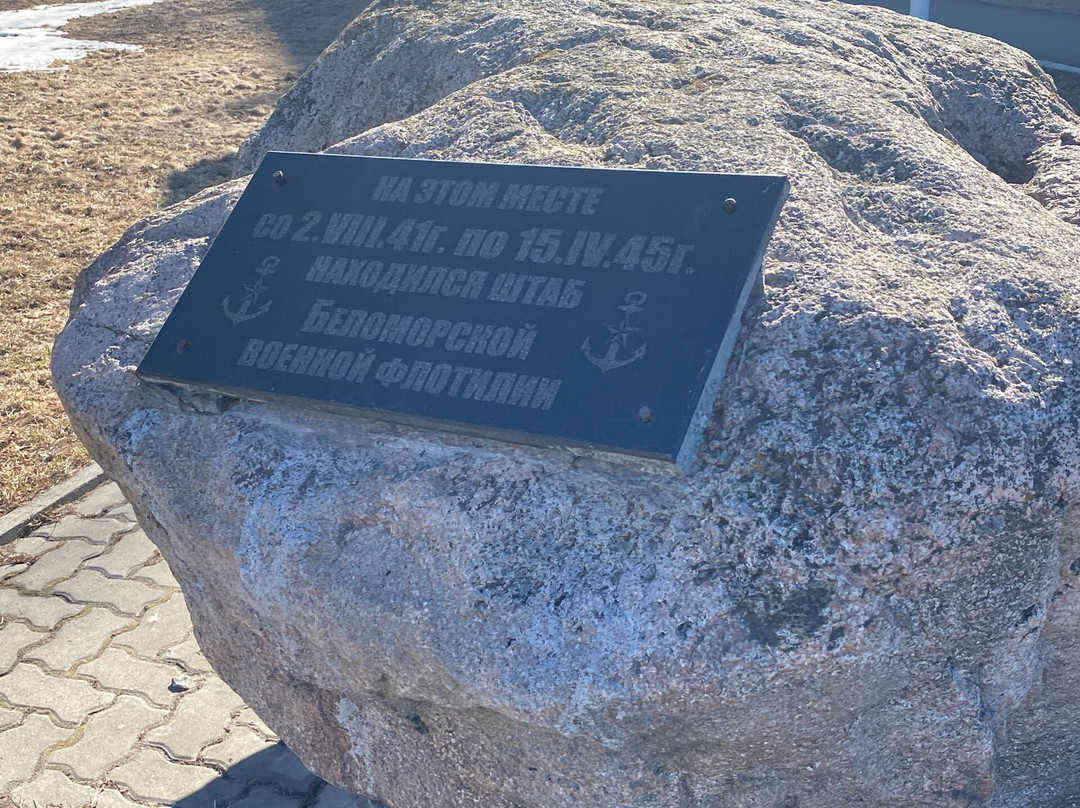 НА ЭТОМ МЕСТЕ
со 2.VIII.41г. по 15.IV.45г.
НАХОДИЛСЯ ШТАБ
БЕЛОМОРСКОЙ
ВОЕННОЙ ФЛОТИЛИИ